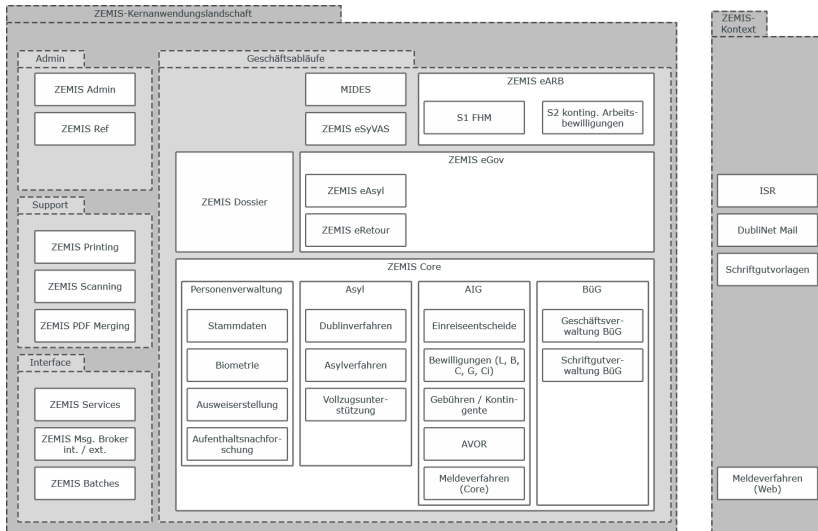 ZEMIS-Kernanwendungslandschaft
Admin
ZEMIS Admin
ZEMIS Ref
Support
ZEMIS Printing
ZEMIS Scanning
ZEMIS PDF Merging
Interface
ZEMIS Services
ZEMIS Msg. Broker
int. / ext.
ZEMIS Batches
Geschäftsabläufe
MIDES
ZEMIS eSyVAS
ZEMIS eARB
S1 FHM
S2 konting. Arbeits-
bewilligungen
ZEMIS Dossier
ZEMIS eGov
ZEMIS eAsyl
ZEMIS eRetour
ZEMIS Core
Personenverwaltung
Stammdaten
Biometrie
Ausweiserstellung
Aufenthaltsnachfor-
schung
Asyl
Dublinverfahren
Asylverfahren
Vollzugsunter-
stützung
AIG
Einreiseentscheide
Bewilligungen (L, B,
C, G, Ci)
Gebühren / Kontin-
gente
AVOR
Meldeverfahren
(Core)
BüG
Geschäftsver-
waltung BüG
Schriftgutver-
waltung BüG
ZEMIS-
Kontext
ISR
DubliNet Mail
Schriftgutvorlagen
Meldeverfahren
(Web)